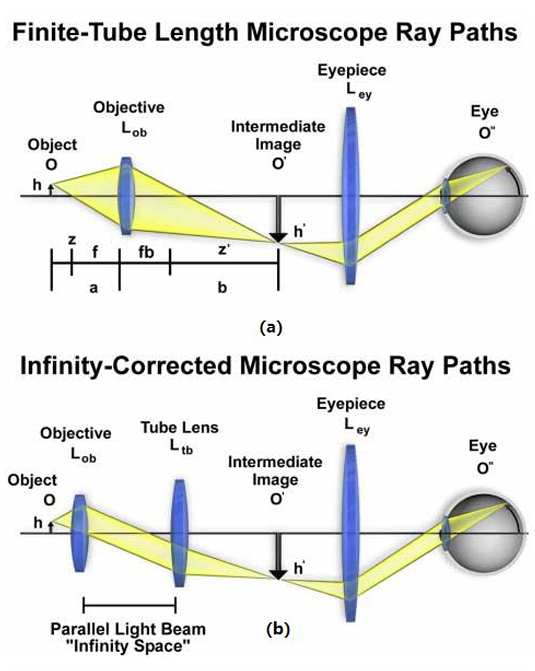 Finite-Tube Length Microscope Ray Paths
Eyepiece
L ey
Objective
L ob
Eye
O"
Intermediate
Image
O'
Object
O
h
h'
z
f
fb
z'
a
b
(a)
Infinity-Corrected Microscope Ray Paths
Eyepiece
L ey
Tube Lens
L tb
Objective
L ob
Eye
O"
Intermediate
Image
O'
Object
O
h
h'
Parallel Light Beam
"Infinity Space"
(b)